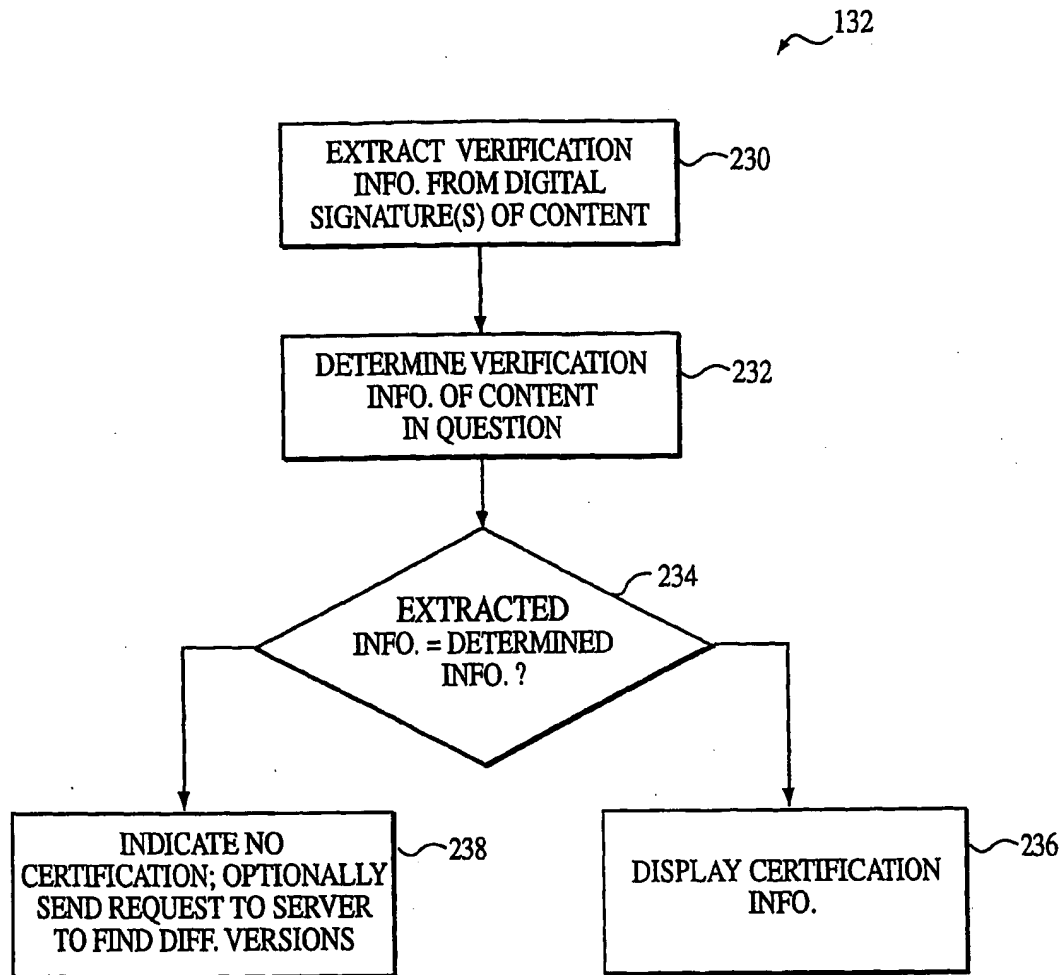 132
EXTRACT VERIFICATION
INFO. FROM DIGITAL
SIGNATURE(S) OF CONTENT
230
DETERMINE VERIFICATION
INFO. OF CONTENT
IN QUESTION
232
234
EXTRACTED
INFO. = DETERMINED
INFO. ?
INDICATE NO
CERTIFICATION; OPTIONALLY
SEND REQUEST TO SERVER
TO FIND DIFF. VERSIONS
238
DISPLAY CERTIFICATION
INFO.
236